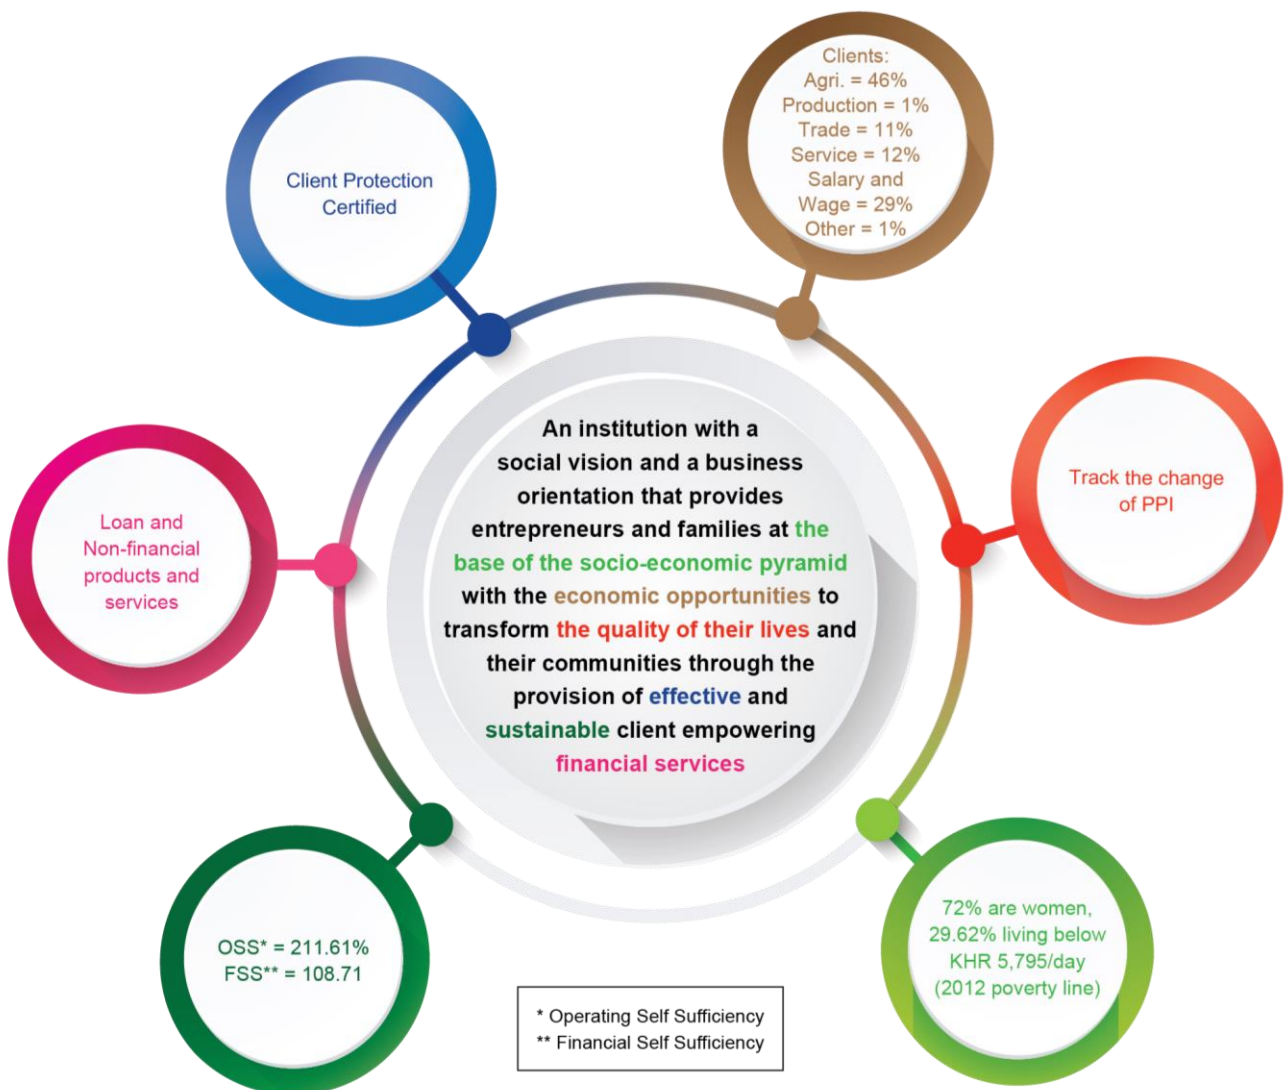 Clients:
Agri. = 46%
Production = 1%
Trade = 11%
Service = 12%
Salary and
Wage = 29%
Other = 1%
Client Protection
Certified
Track the change
of PPI
An institution with a
social vision and a business
orientation that provides
entrepreneurs and families at the
base of the socio-economic pyramid
with the economic opportunities to
transform the quality of their lives and
their communities through the
provision of effective and
sustainable client empowering
financial services
Loan and
Non-financial
products and
services
OSS* = 211.61%
FSS** = 108.71
72% are women,
29.62% living below
KHR 5,795/day
(2012 poverty line)
* Operating Self Sufficiency
** Financial Self Sufficiency